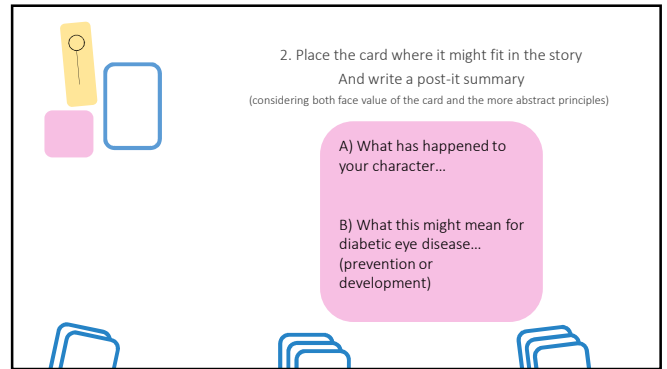 2. Place the card where it might fit in the story
And write a post-it summary
(considering both face value of the card and the more abstract principles)
A) What has happened to
your character…
B) What this might mean for
diabetic eye disease…
(prevention or
development)